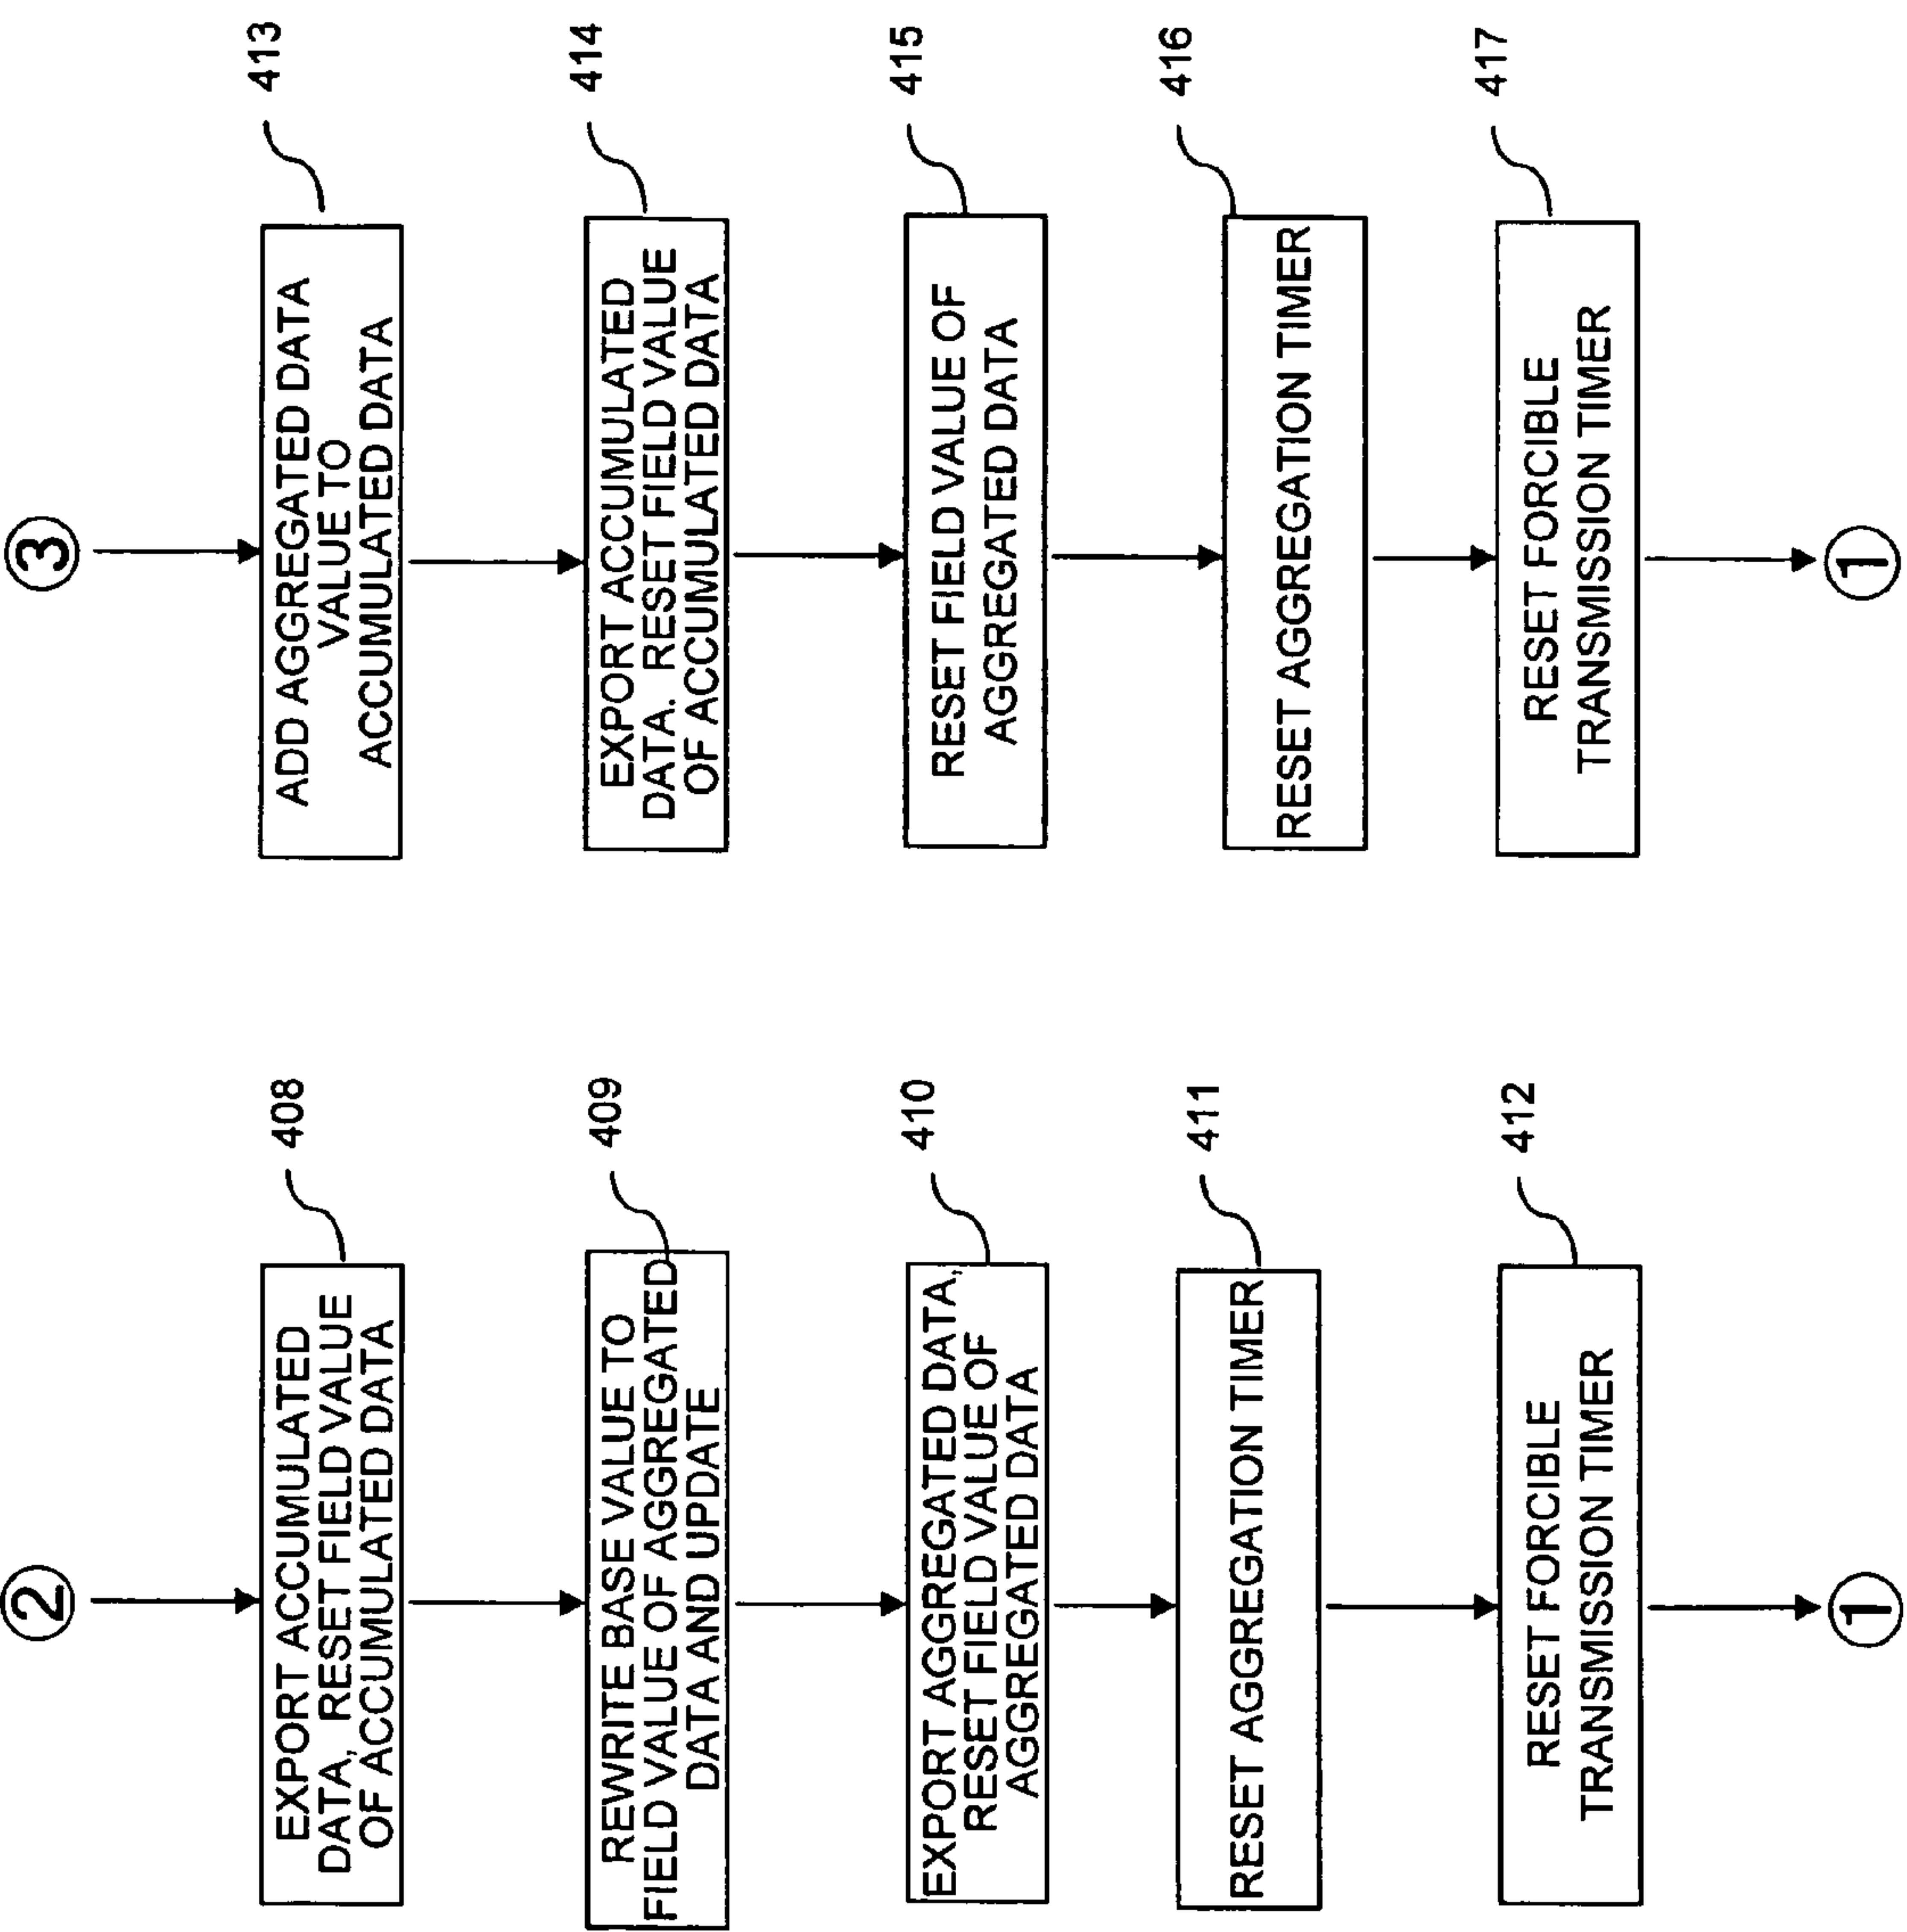 ②
EXPORT ACCUMULATED
DATA, RESET FIELD VALUE
OF ACCUMULATED DATA
408
REWRITE BASE VALUE TO
FIELD VALUE OF AGGREGATED
DATA AND UPDATE
409
EXPORT AGGREGATED DATA,
RESET FIELD VALUE OF
AGGREGATED DATA
410
RESET AGGREGATION TIMER
411
RESET FORCIBLE
TRANSMISSION TIMER
412
①
③
ADD AGGREGATED DATA
VALUE TO
ACCUMULATED DATA
413
EXPORT ACCUMULATED
DATA. RESET FIELD VALUE
OF ACCUMULATED DATA
414
RESET FIELD VALUE OF
AGGREGATED DATA
415
RESET AGGREGATION TIMER
416
RESET FORCIBLE
TRANSMISSION TIMER
417
①